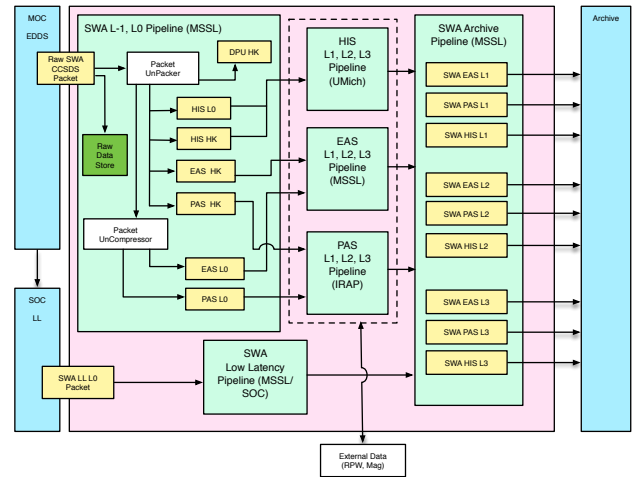 MOC
EDDS
SWA L-1, L0 Pipeline (MSSL)
Raw SWA
CCSDS
Packet
Packet
UnPacker
DPU HK
HIS L0
HIS HK
EAS  HK
PAS  HK
Raw
Data
Store
Packet
UnCompressor
EAS L0
PAS L0
HIS
L1, L2, L3
Pipeline
(UMich)
EAS
L1, L2, L3
Pipeline
(MSSL)
PAS
L1, L2, L3
Pipeline
(IRAP)
SWA Archive
Pipeline (MSSL)
SWA EAS L1
SWA PAS L1
SWA HIS L1
SWA EAS L2
SWA PAS L2
SWA HIS L2
SWA EAS L3
SWA PAS L3
SWA HIS L3
Archive
SOC
LL
SWA LL L0
Packet
SWA
Low Latency
Pipeline (MSSL/
SOC)
External Data
(RPW, Mag)